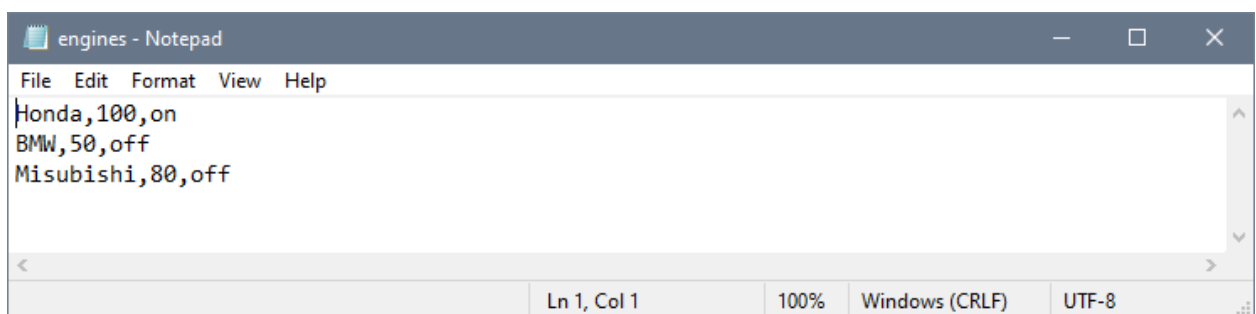 engines - Notepad
File Edit Format View Help
Honda,100,on
BMW,50,off
Misubishi,80,off
Ln 1, Col 1 100% Windows (CRLF) UTF-8